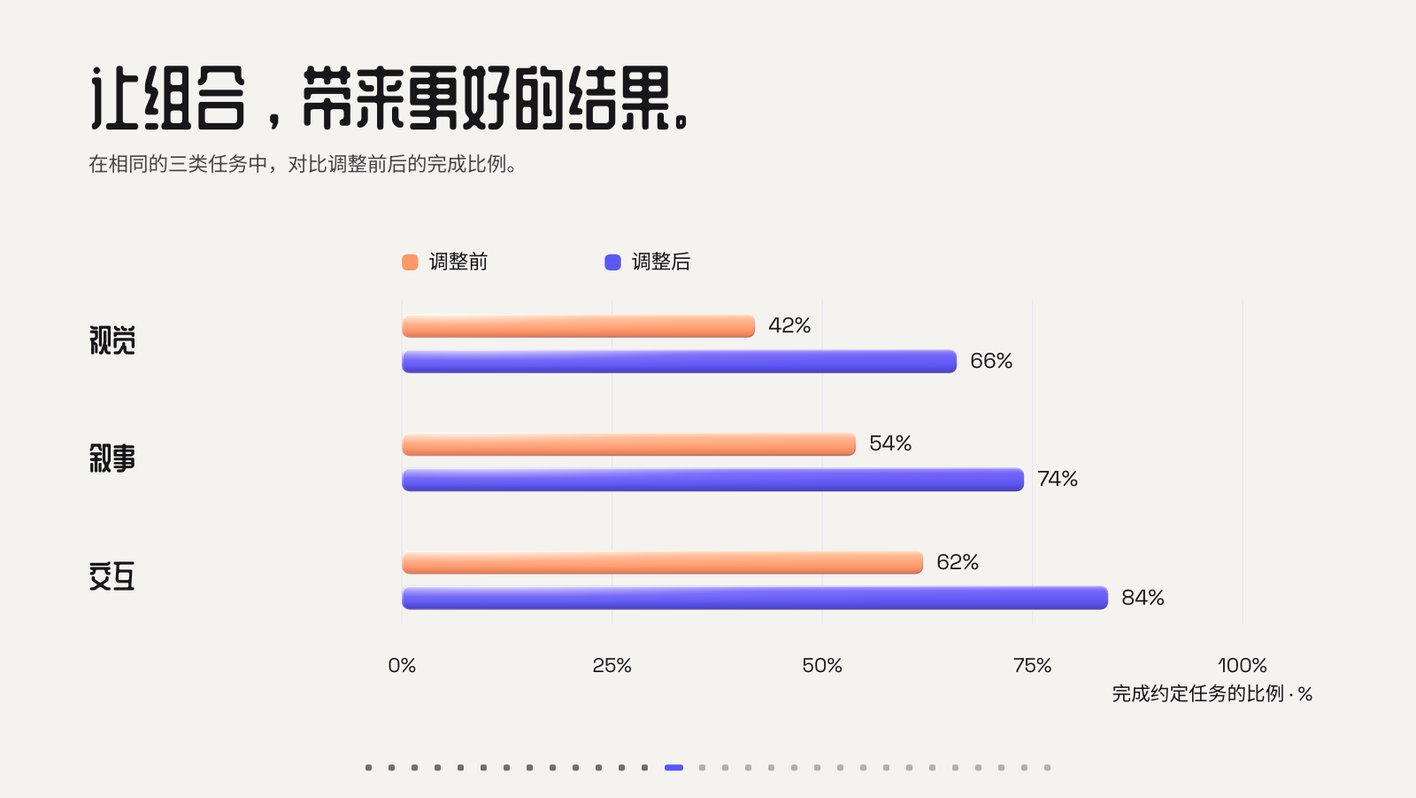 让组合，带来更好的结果。
在相同的三类任务中，对比调整前后的完成比例。
调整前 调整后
视觉
42%
66%
叙事
54%
74%
交互
62%
84%
0% 25% 50% 75% 100%
完成约定任务的比例 · %